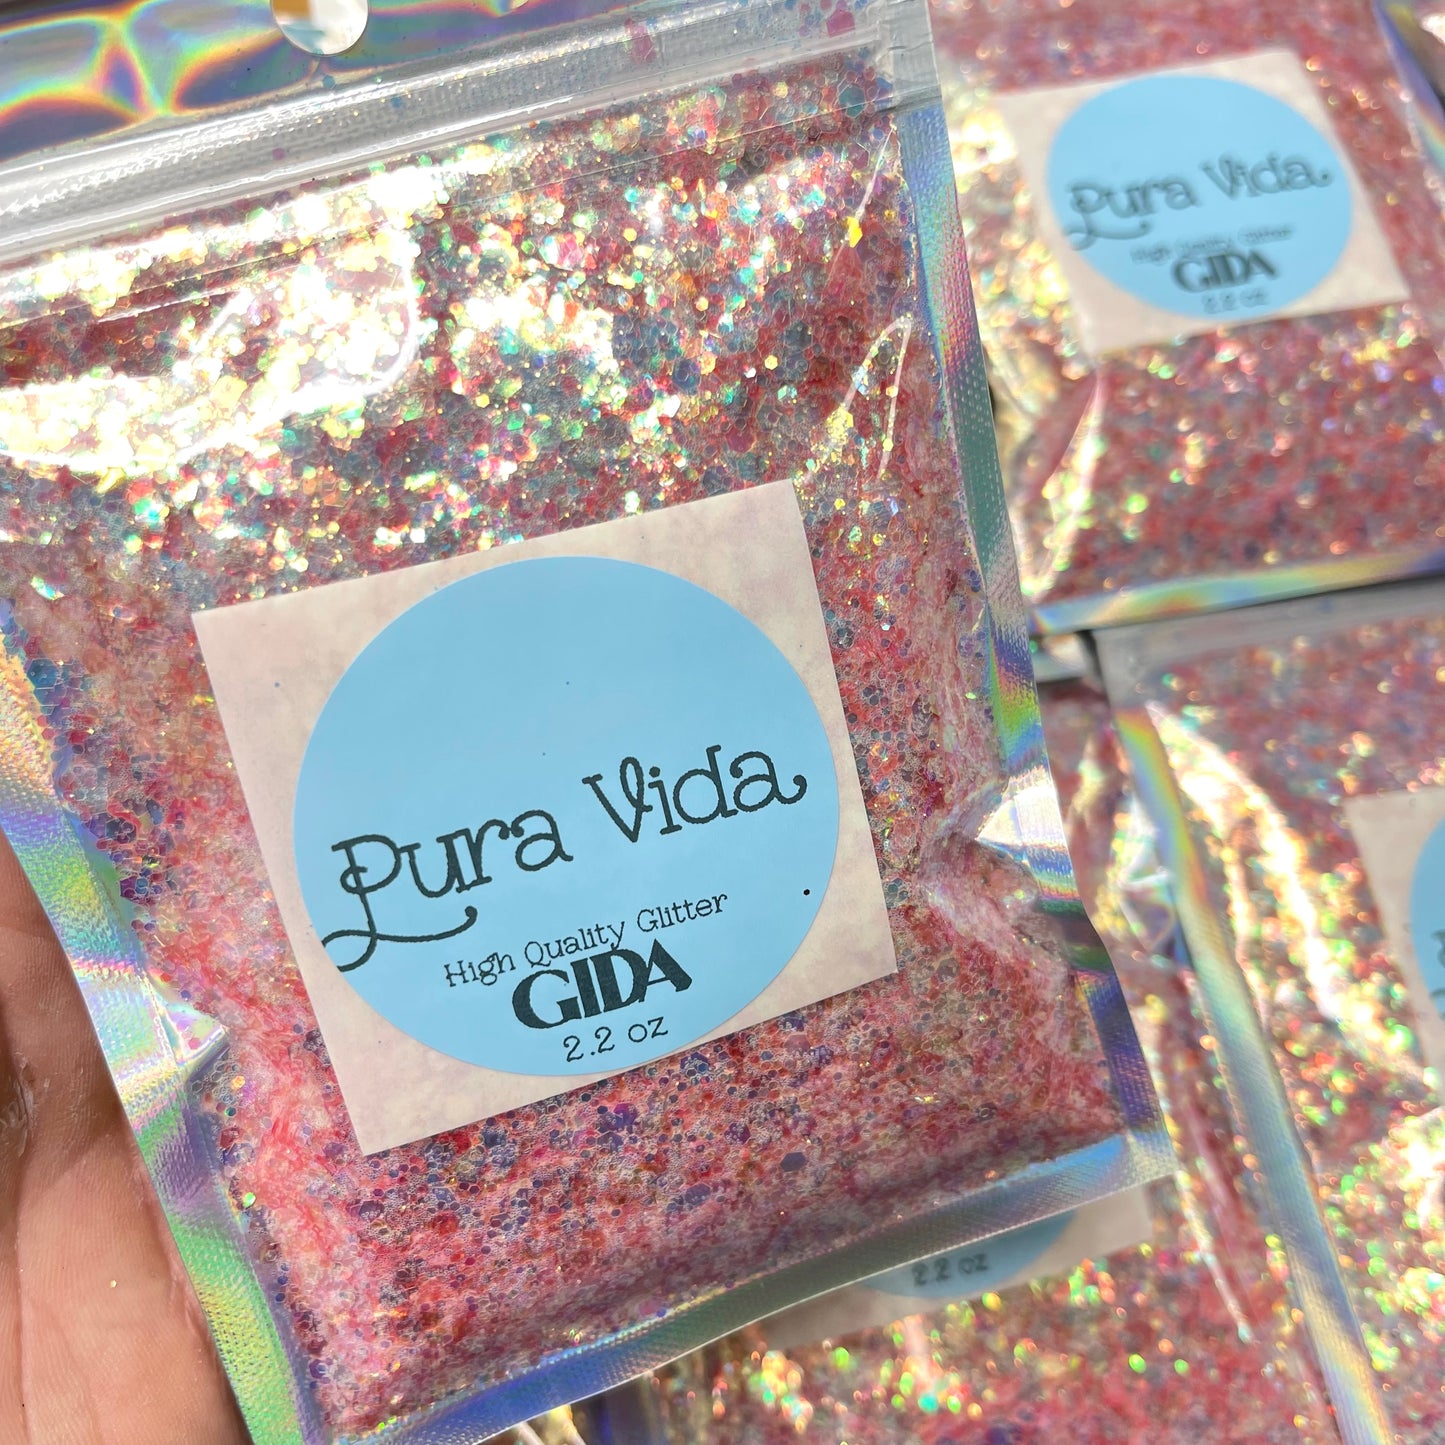 Pura Vida
High Quality Glitter
GIDA
2.2 oz
Pura Vida
High Quality Glitter
GIDA
2.2 oz
2.2 oz